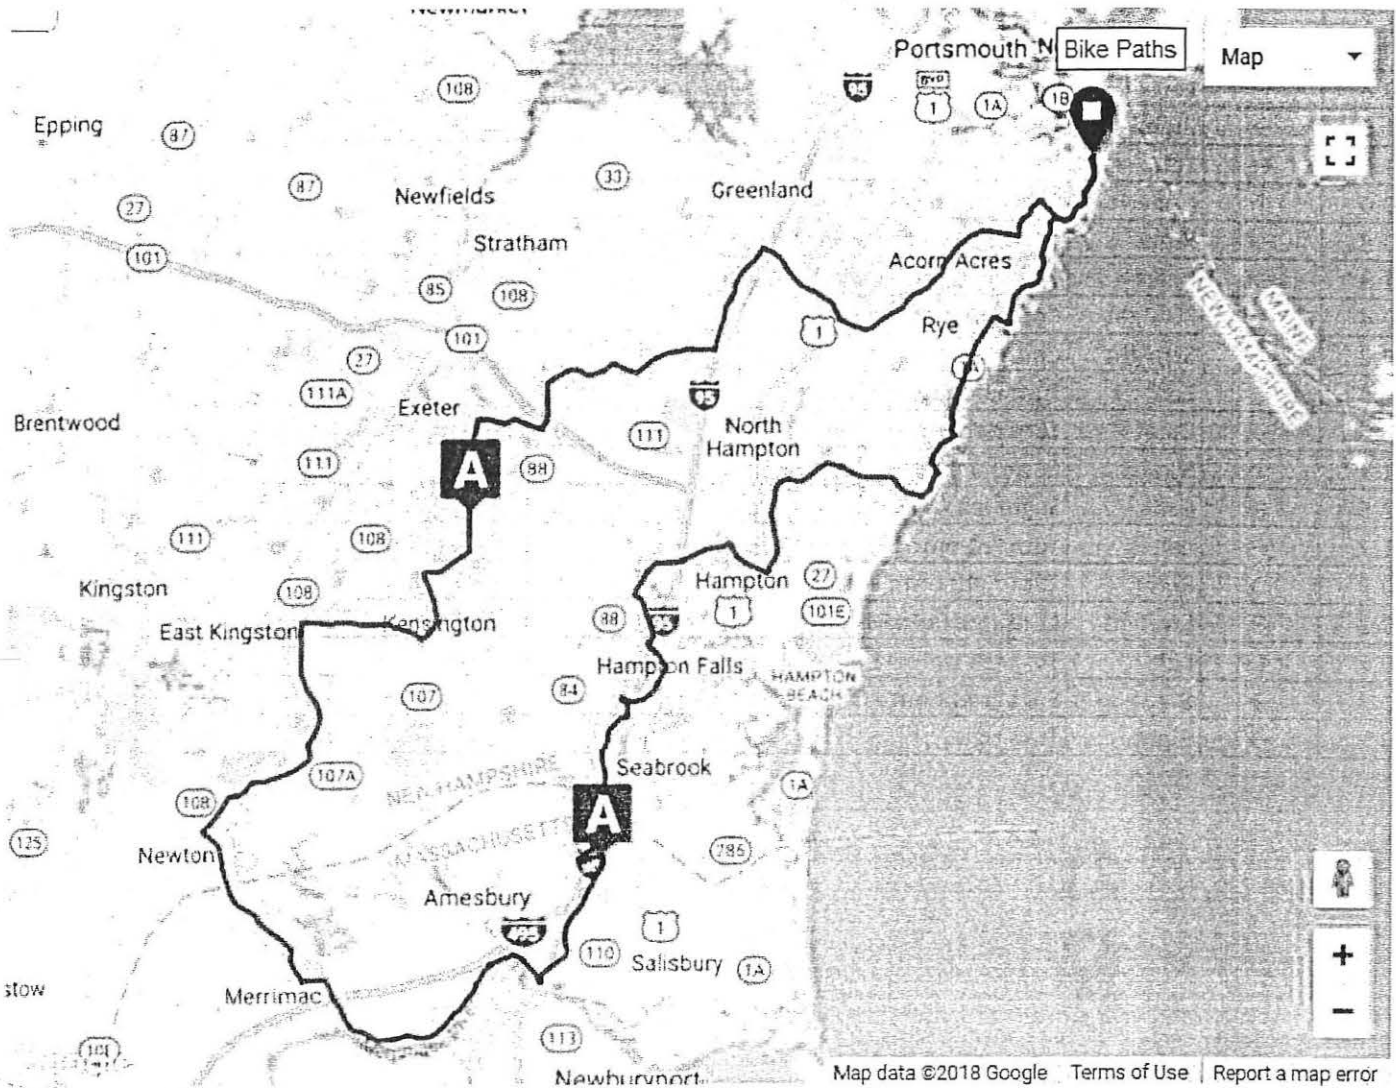 Newmarket
Portsmouth
Bike Paths
Map
108
95
BYP
1
1A
1B
Epping
87
87
33
Newfields
Greenland
27
Stratham
101
Acorn Acres
85
108
NEW HAMPSHIRE
MAINE
1
Rye
101
27
1A
111A
95
Exeter
Brentwood
North
Hampton
111
A
111
88
111
108
Kingston
108
Hampton
27
1
101E
East Kingston
Kensington
88
95
Hampton Falls
HAMPTON
BEACH
107
84
Seabrook
107A
NEW HAMPSHIRE
1A
108
A
MASSACHUSETT
125
286
Newton
Amesbury
495
1
110
Salisbury
1A
+
stow
Merrimac
−
113
Newburyport
Map data ©2018 Google
Terms of Use
Report a map error